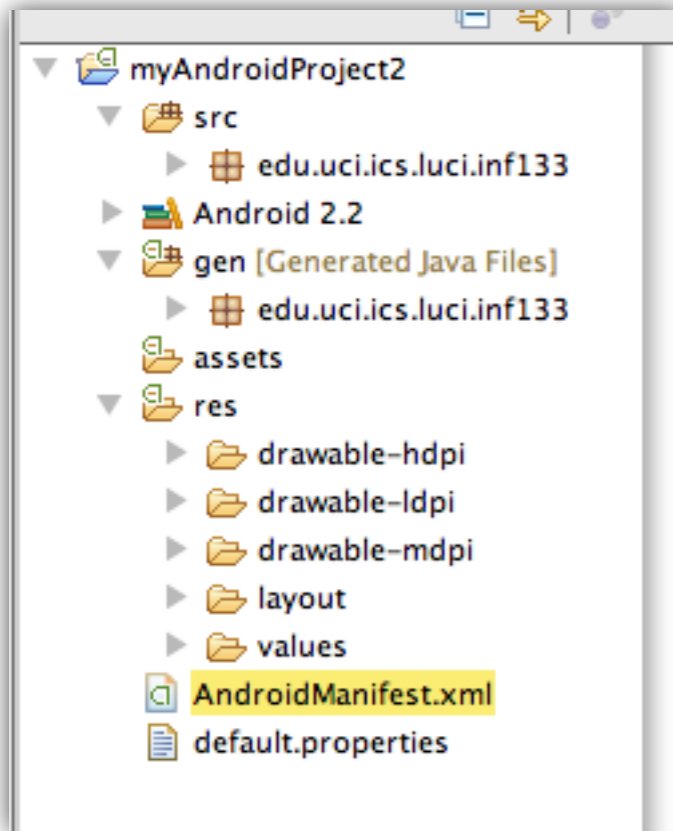 myAndroidProject2
src
edu.uci.ics.luci.inf133
Android 2.2
gen [Generated Java Files]
edu.uci.ics.luci.inf133
assets
res
drawable-hdpi
drawable-ldpi
drawable-mdpi
layout
values
AndroidManifest.xml
default.properties